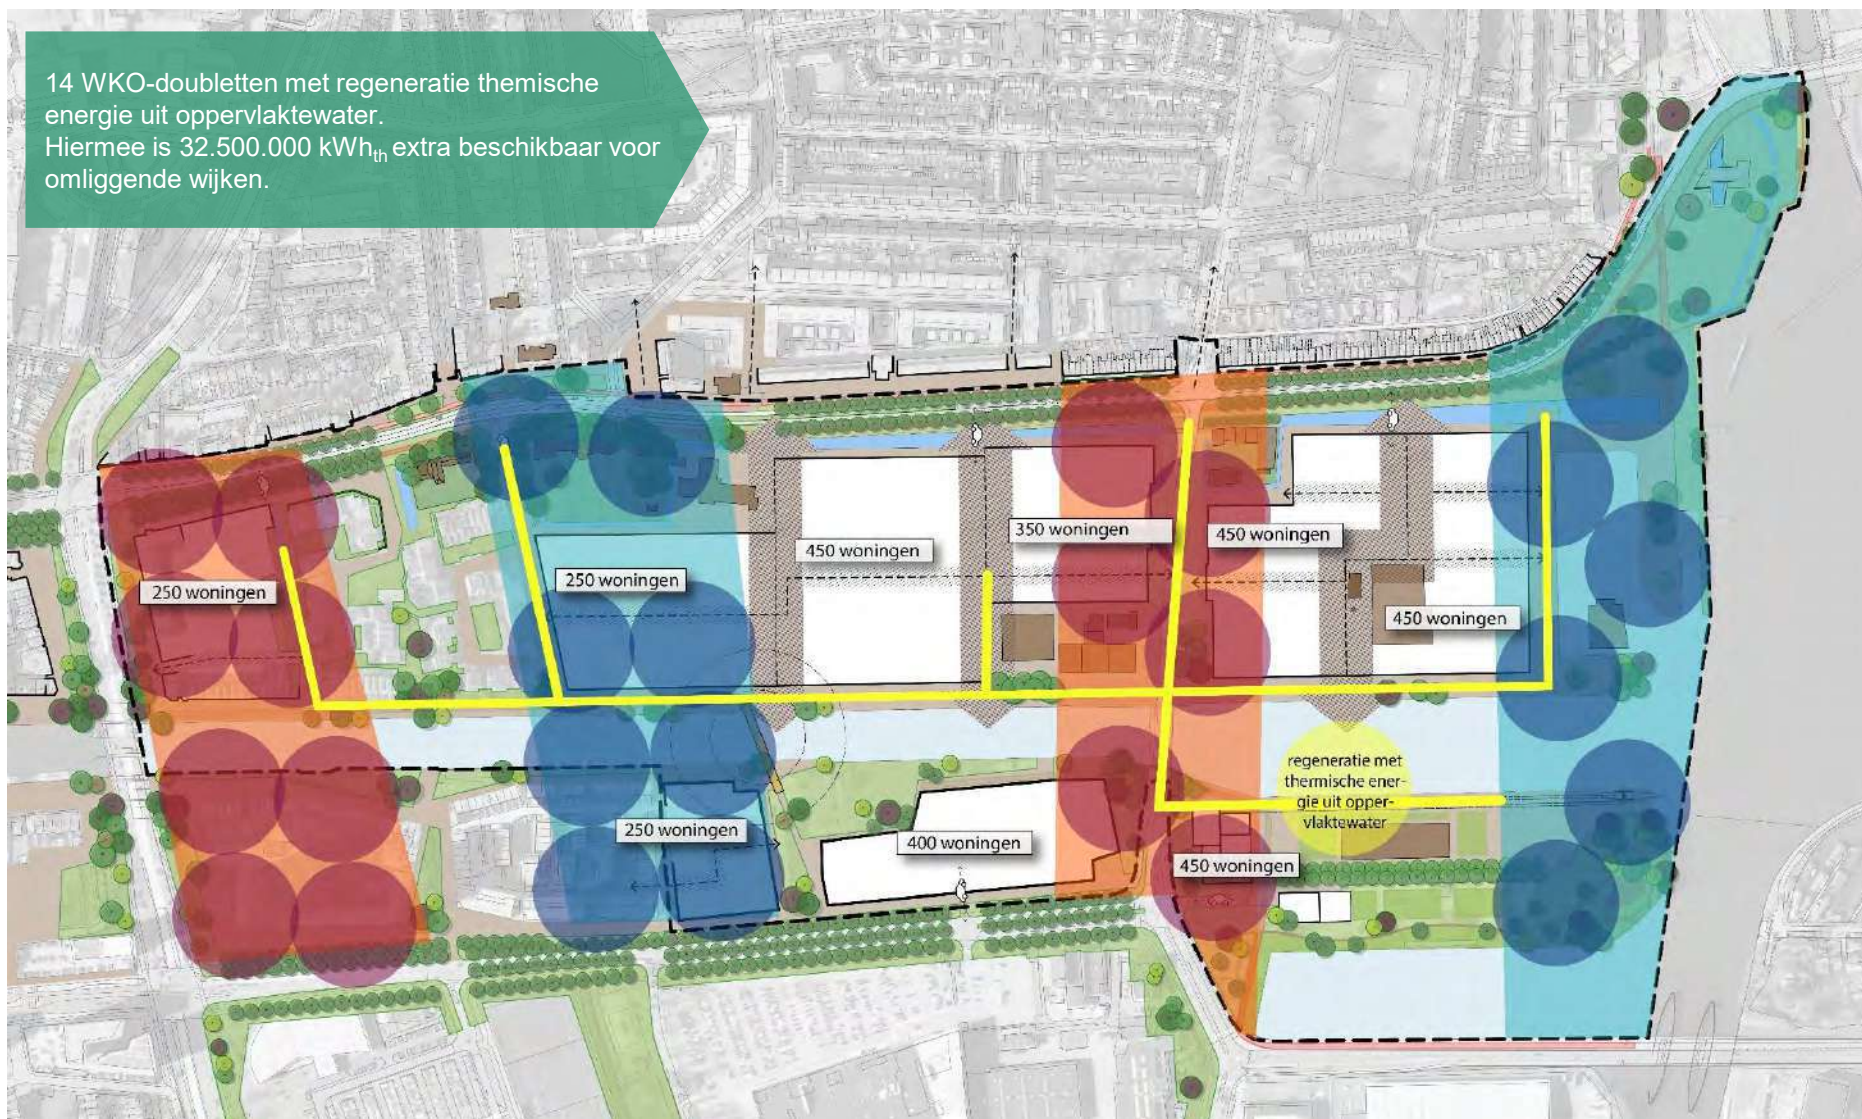 14 WKO-doubletten met regeneratie themische
energie uit oppervlaktewater.
Hiermee is 32.500.000 kWhth extra beschikbaar voor
omliggende wijken.
250 woningen
250 woningen
450 woningen
350 woningen
450 woningen
450 woningen
250 woningen
400 woningen
450 woningen
regeneratie met
thermische ener-
gie uit opper-
vlaktewater